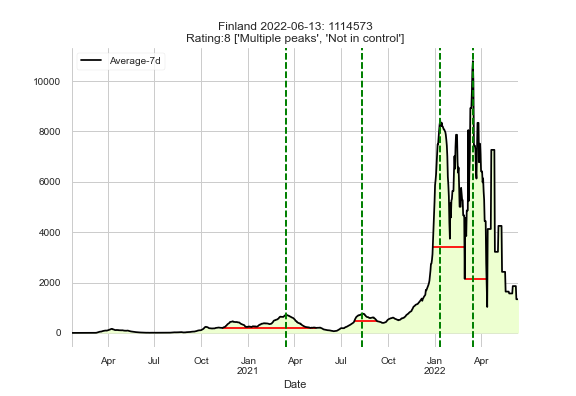 Finland 2022-06-13: 1114573
Rating:8 ['Multiple peaks', 'Not in control']
Average-7d
10000
8000
6000
4000
2000
0
Apr Jul Oct Jan Apr Jul Oct Jan Apr
2021 2022
Date